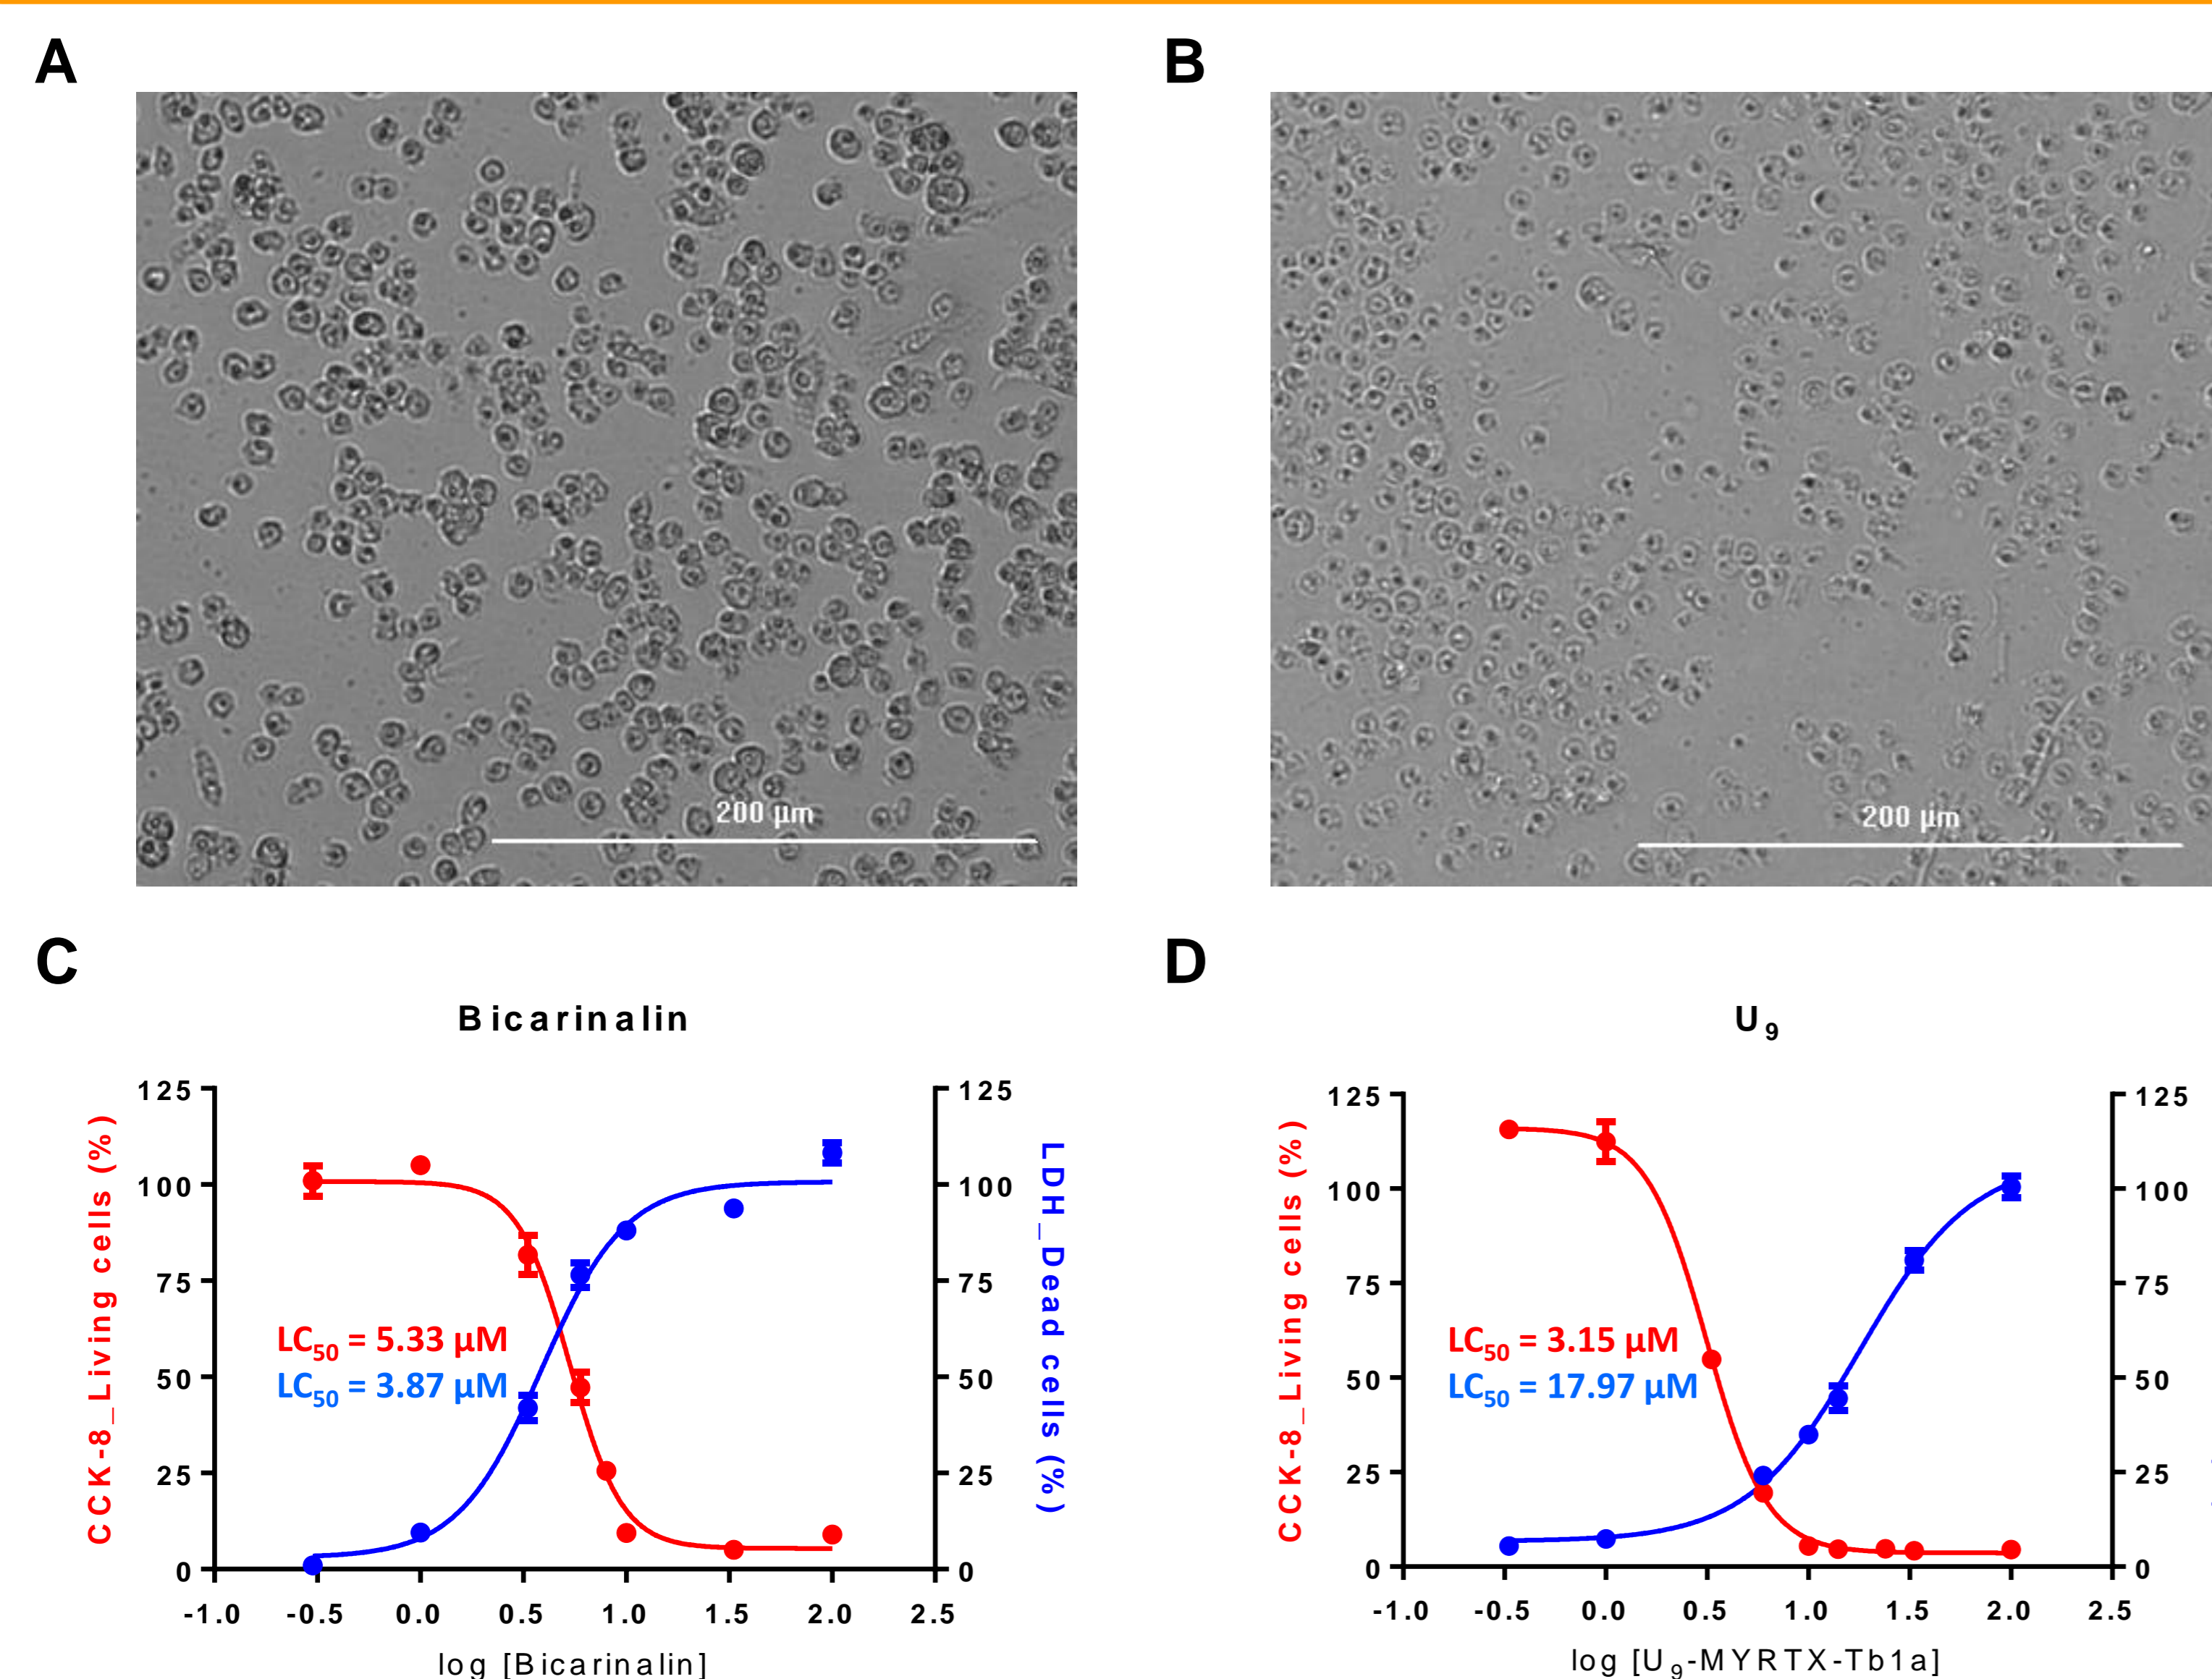 A
B
200 μm
200 μm
C
D
Bicarinalin
U9
125
100
75
50
25
0
CCK-8_Living cells (%)
LC50 = 5.33 μM
LC50 = 3.87 μM
125
100
75
50
25
0
LDH_Dead cells (%)
-1.0 -0.5 0.0 0.5 1.0 1.5 2.0 2.5
log [Bicarinalin]
125
100
75
50
25
0
CCK-8_Living cells (%)
LC50 = 3.15 μM
LC50 = 17.97 μM
125
100
75
50
25
0
-1.0 -0.5 0.0 0.5 1.0 1.5 2.0 2.5
log [U9-MYRTX-Tb1a]